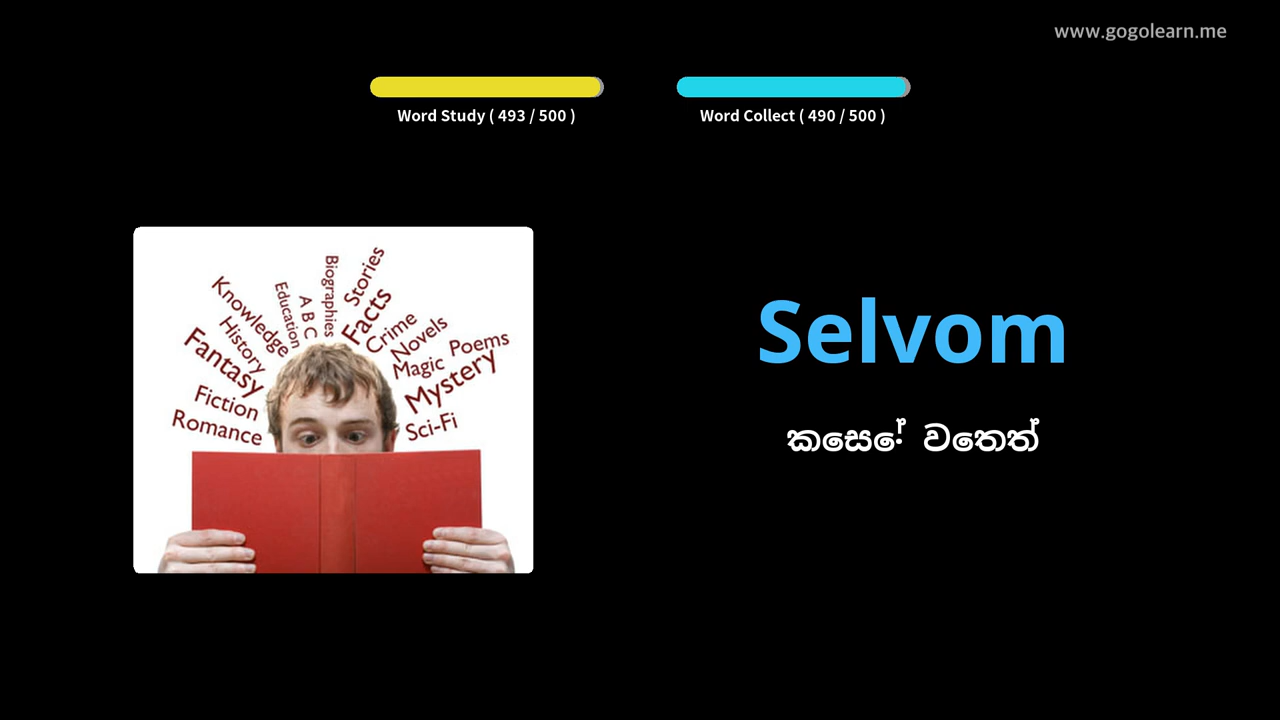 www.gogolearn.me
Word Study ( 493 / 500 )
Word Collect ( 490 / 500 )
Selvom
කෙසේ වෙතත්
Knowledge
History
Fantasy
Fiction
Romance
Education
A B C
Biographies
Stories
Facts
Crime
Novels
Magic
Poems
Mystery
Sci-Fi